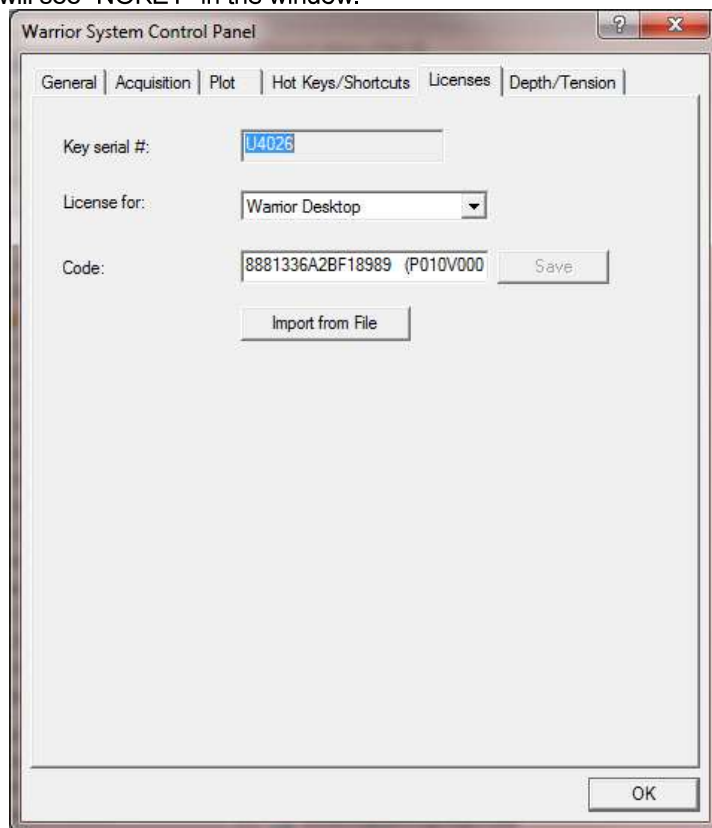 will see "NOKEY" in the window.
Warrior System Control Panel
General Acquisition Plot Hot Keys/Shortcuts Licenses Depth/Tension
Key serial #: U4026
License for: Warrior Desktop
Code: 8881336A2BF18989 (P010V000 Save
Import from File
OK